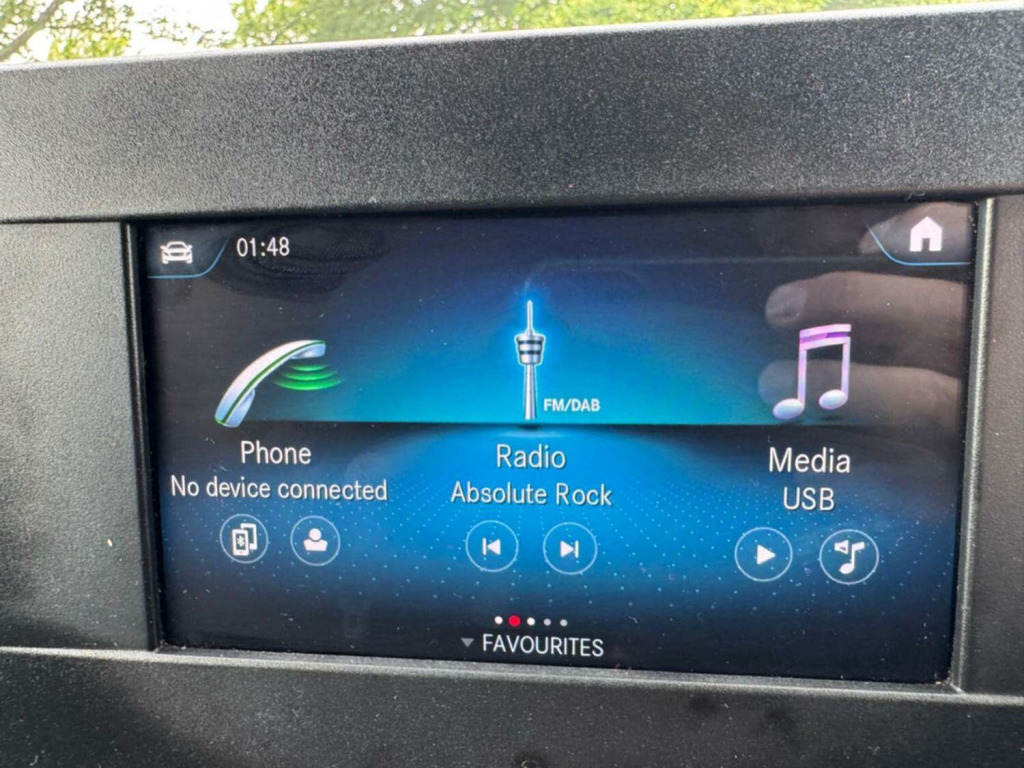 01:48
FM/DAB
Phone
No device connected
Radio
Absolute Rock
Media
USB
FAVOURITES